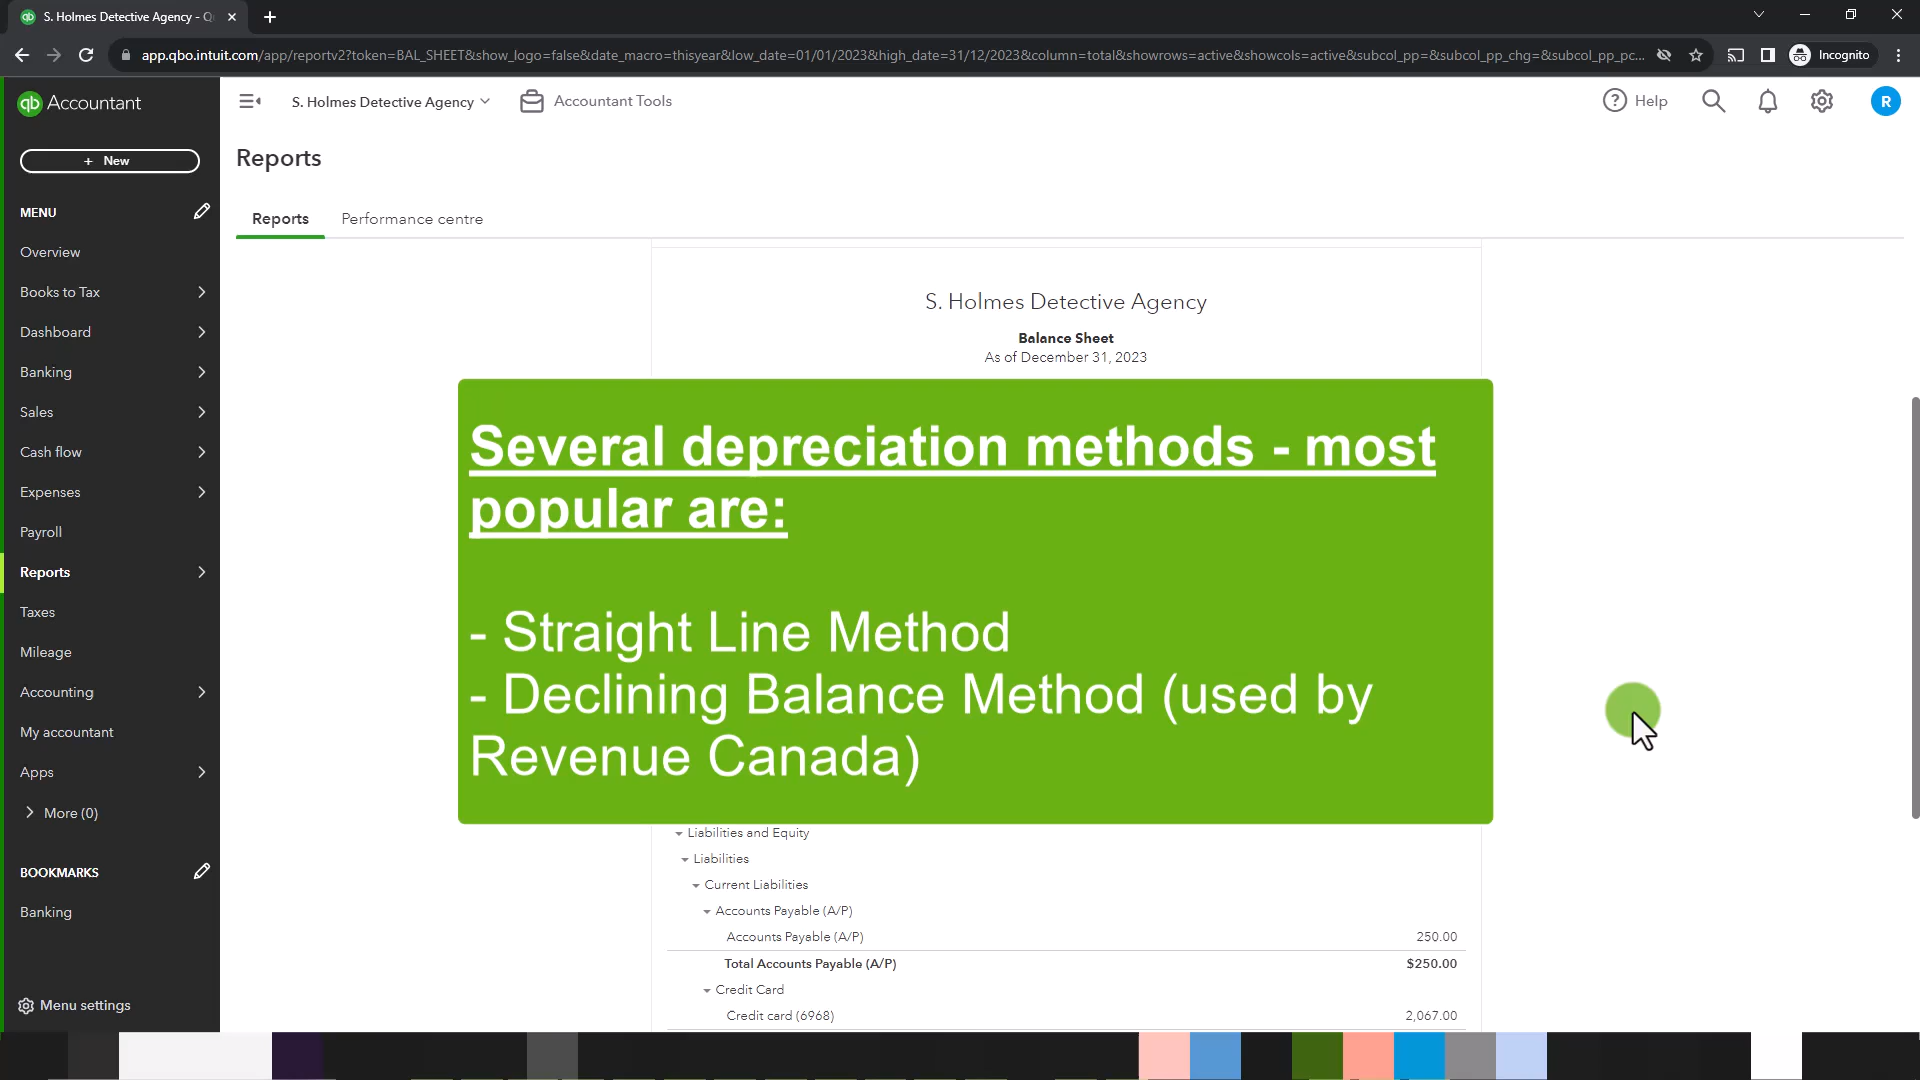 S. Holmes Detective Agency - Q
app.qbo.intuit.com/app/reportv2?token=BAL_SHEET&show_logo=false&date_macro=thisyear&low_date=01/01/2023&high_date=31/12/2023&column=total&showrows=active&showcols=active&subcol_pp=&subcol_pp_chg=&subcol_pp_pc...
Incognito
qb Accountant
S. Holmes Detective Agency
Accountant Tools
? Help
R
+ New
MENU
Overview
Books to Tax
Dashboard
Banking
Sales
Cash flow
Expenses
Payroll
Reports
Taxes
Mileage
Accounting
My accountant
Apps
More (0)
BOOKMARKS
Banking
Menu settings
Reports
Reports
Performance centre
S. Holmes Detective Agency
Balance Sheet
As of December 31, 2023
Several depreciation methods - most
popular are:
- Straight Line Method
- Declining Balance Method (used by
Revenue Canada)
Liabilities and Equity
Liabilities
Current Liabilities
Accounts Payable (A/P)
Accounts Payable (A/P) 250.00
Total Accounts Payable (A/P) $250.00
Credit Card
Credit card (6968) 2,067.00